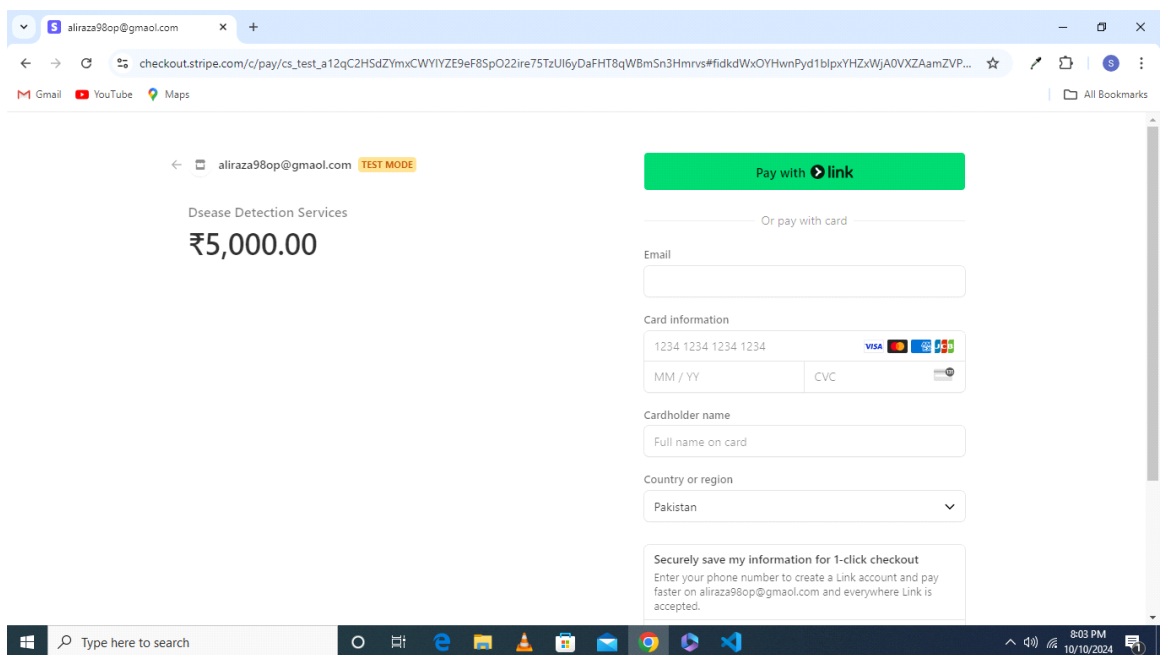 aliraza98op@gmaol.com
checkout.stripe.com/c/pay/cs_test_a12qC2HSdZYmxCWYIYZE9eF8SpO22ire75TzUI6yDaFHT8qWBmSn3Hmrvs#fidkdWxOYHwnPyd1blpxYHZxWjA0VXZAamZVP...
S
Gmail YouTube Maps All Bookmarks
aliraza98op@gmaol.com TEST MODE
Dsease Detection Services
₹5,000.00
Pay with link
Or pay with card
Email
Card information
1234 1234 1234 1234 VISA JCB
MM / YY CVC
Cardholder name
Full name on card
Country or region
Pakistan
Securely save my information for 1-click checkout
Enter your phone number to create a Link account and pay
faster on aliraza98op@gmaol.com and everywhere Link is
accepted.
Type here to search
8:03 PM
10/10/2024
1